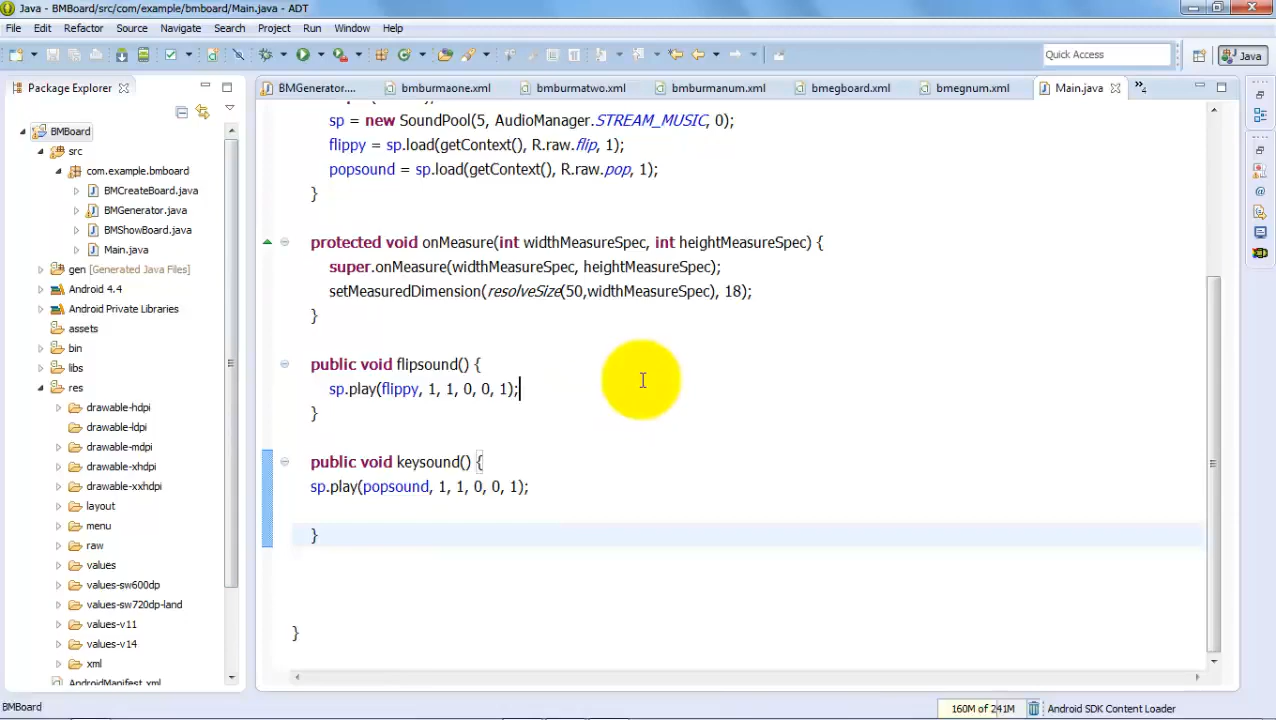 Java - BMBoard/src/com/example/bmboard/Main.java - ADT
File Edit Refactor Source Navigate Search Project Run Window Help
Quick Access
Java
Package Explorer
BMGenerator.... bmburmaone.xml bmburmatwo.xml bmburmanum.xml bmegboard.xml bmegnum.xml Main.java
BMBoard
src
com.example.bmboard
BMCreateBoard.java
BMGenerator.java
BMShowBoard.java
Main.java
gen [Generated Java Files]
Android 4.4
Android Private Libraries
assets
bin
libs
res
drawable-hdpi
drawable-ldpi
drawable-mdpi
drawable-xhdpi
drawable-xxhdpi
layout
menu
raw
values
values-sw600dp
values-sw720dp-land
values-v11
values-v14
xml
AndroidManifest.xml
sp = new SoundPool(5, AudioManager.STREAM_MUSIC, 0);
flippy = sp.load(getContext(), R.raw.flip, 1);
popsound = sp.load(getContext(), R.raw.pop, 1);
}
protected void onMeasure(int widthMeasureSpec, int heightMeasureSpec) {
super.onMeasure(widthMeasureSpec, heightMeasureSpec);
setMeasuredDimension(resolveSize(50,widthMeasureSpec), 18);
}
public void flipsound() {
sp.play(flippy, 1, 1, 0, 0, 1);
}
public void keysound() {
sp.play(popsound, 1, 1, 0, 0, 1);
}
}
BMBoard
160M of 241M
Android SDK Content Loader